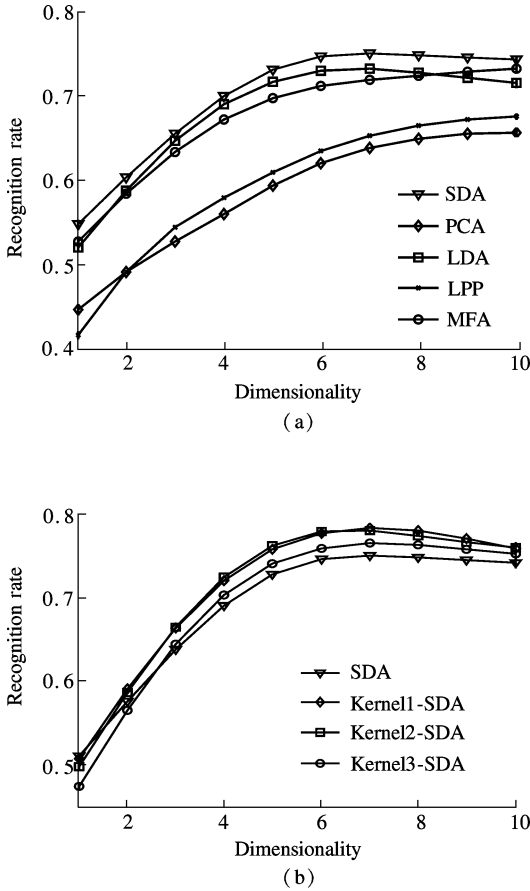 0.8
0.7
0.6
0.5
0.4
Recognition rate
SDA
PCA
LDA
LPP
MFA
2 4 6 8 10
Dimensionality
(a)
0.8
0.7
0.6
0.5
Recognition rate
SDA
Kernel1-SDA
Kernel2-SDA
Kernel3-SDA
2 4 6 8 10
Dimensionality
(b)